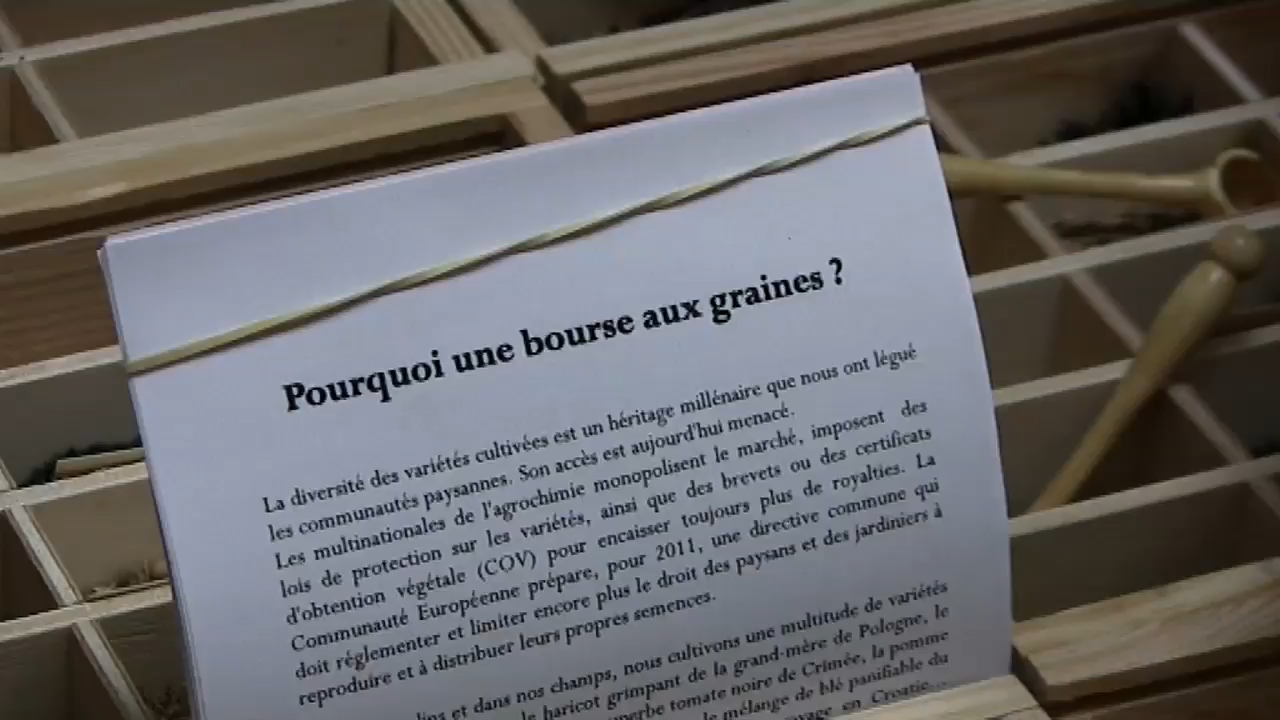 Pourquoi une bourse aux graines ?
La diversité des variétés cultivées est un héritage millénaire que nous ont légué
les communautés paysannes. Son accès est aujourd'hui menacé.
Les multinationales de l'agrochimie monopolisent le marché, imposent des
lois de protection sur les variétés, ainsi que des brevets ou des certificats
d'obtention végétale (COV) pour encaisser toujours plus de royalties. La
Communauté Européenne prépare, pour 2011, une directive commune qui
doit réglementer et limiter encore plus le droit des paysans et des jardiniers à
reproduire et à distribuer leurs propres semences.
et dans nos champs, nous cultivons une multitude de variétés
haricot grimpant de la grand-mère de Pologne, le
tomate noire de Crimée, la pomme
mélange de blé panifiable du
en Croatie...